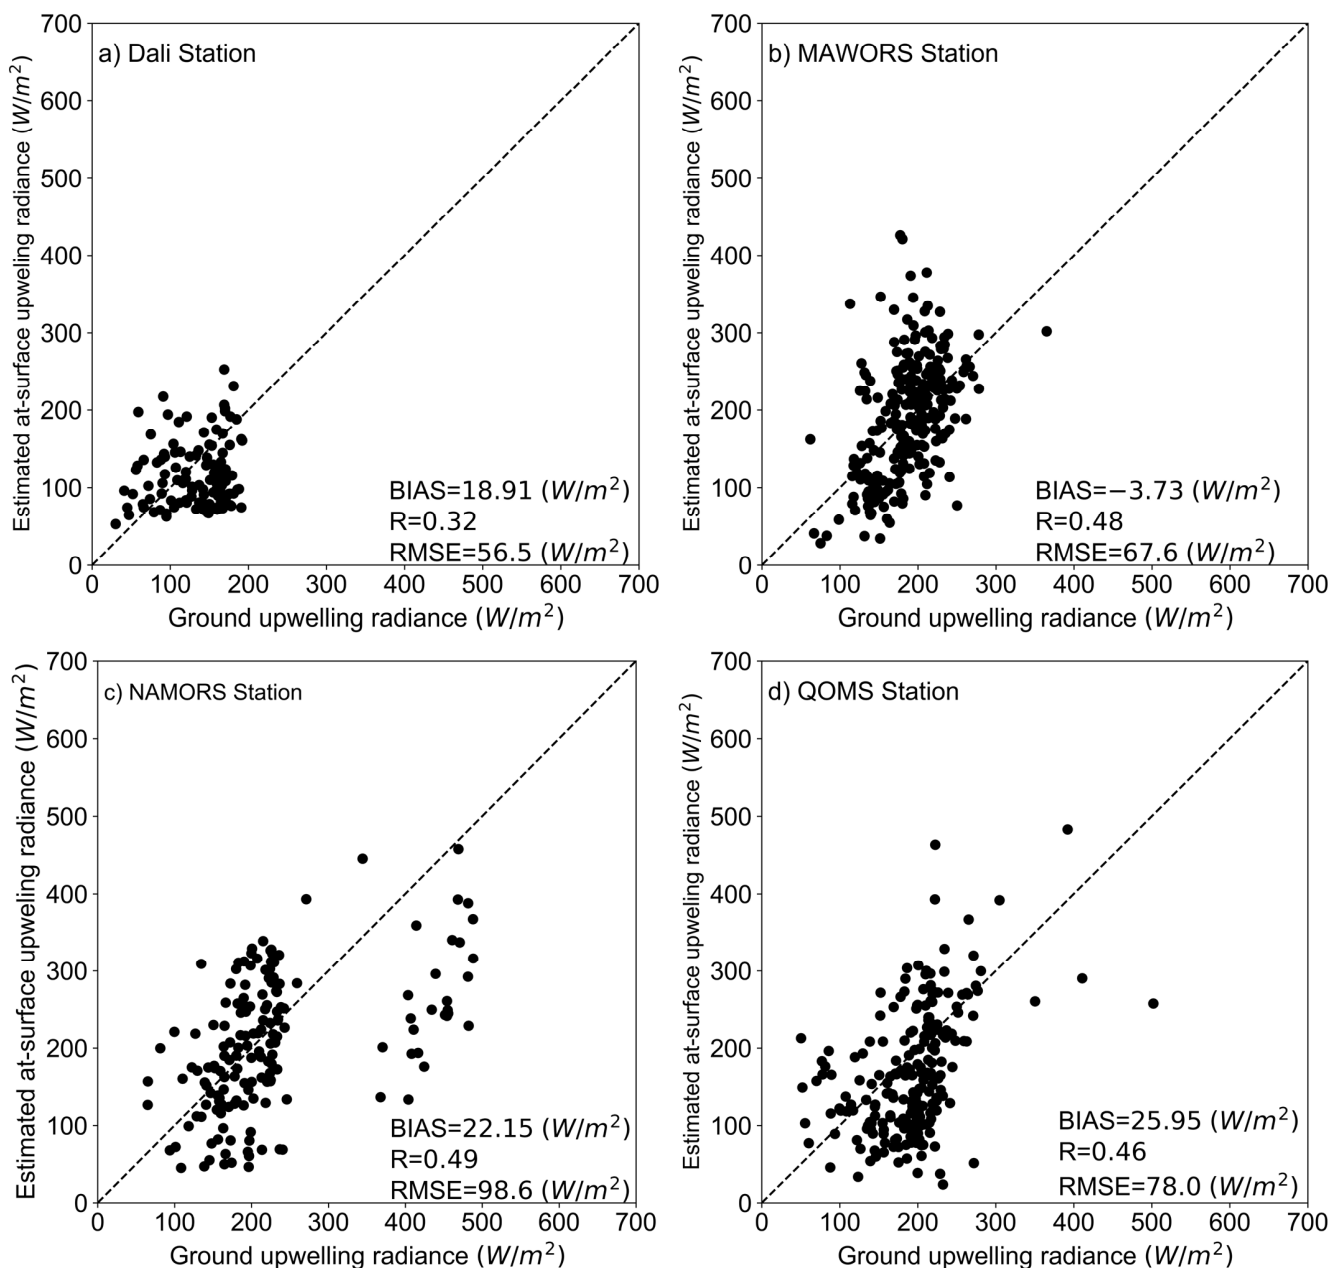 a) Dali Station
700
600
500
400
300
200
100
0
Estimated at-surface upweling radiance (W/m²)
BIAS=18.91 (W/m²)
R=0.32
RMSE=56.5 (W/m²)
0 100 200 300 400 500 600 700
Ground upwelling radiance (W/m²)
b) MAWORS Station
700
600
500
400
300
200
100
0
Estimated at-surface upweling radiance (W/m²)
BIAS=−3.73 (W/m²)
R=0.48
RMSE=67.6 (W/m²)
0 100 200 300 400 500 600 700
Ground upwelling radiance (W/m²)
c) NAMORS Station
700
600
500
400
300
200
100
0
Estimated at-surface upweling radiance (W/m²)
BIAS=22.15 (W/m²)
R=0.49
RMSE=98.6 (W/m²)
0 100 200 300 400 500 600 700
Ground upwelling radiance (W/m²)
d) QOMS Station
700
600
500
400
300
200
100
0
Estimated at-surface upweling radiance (W/m²)
BIAS=25.95 (W/m²)
R=0.46
RMSE=78.0 (W/m²)
0 100 200 300 400 500 600 700
Ground upwelling radiance (W/m²)